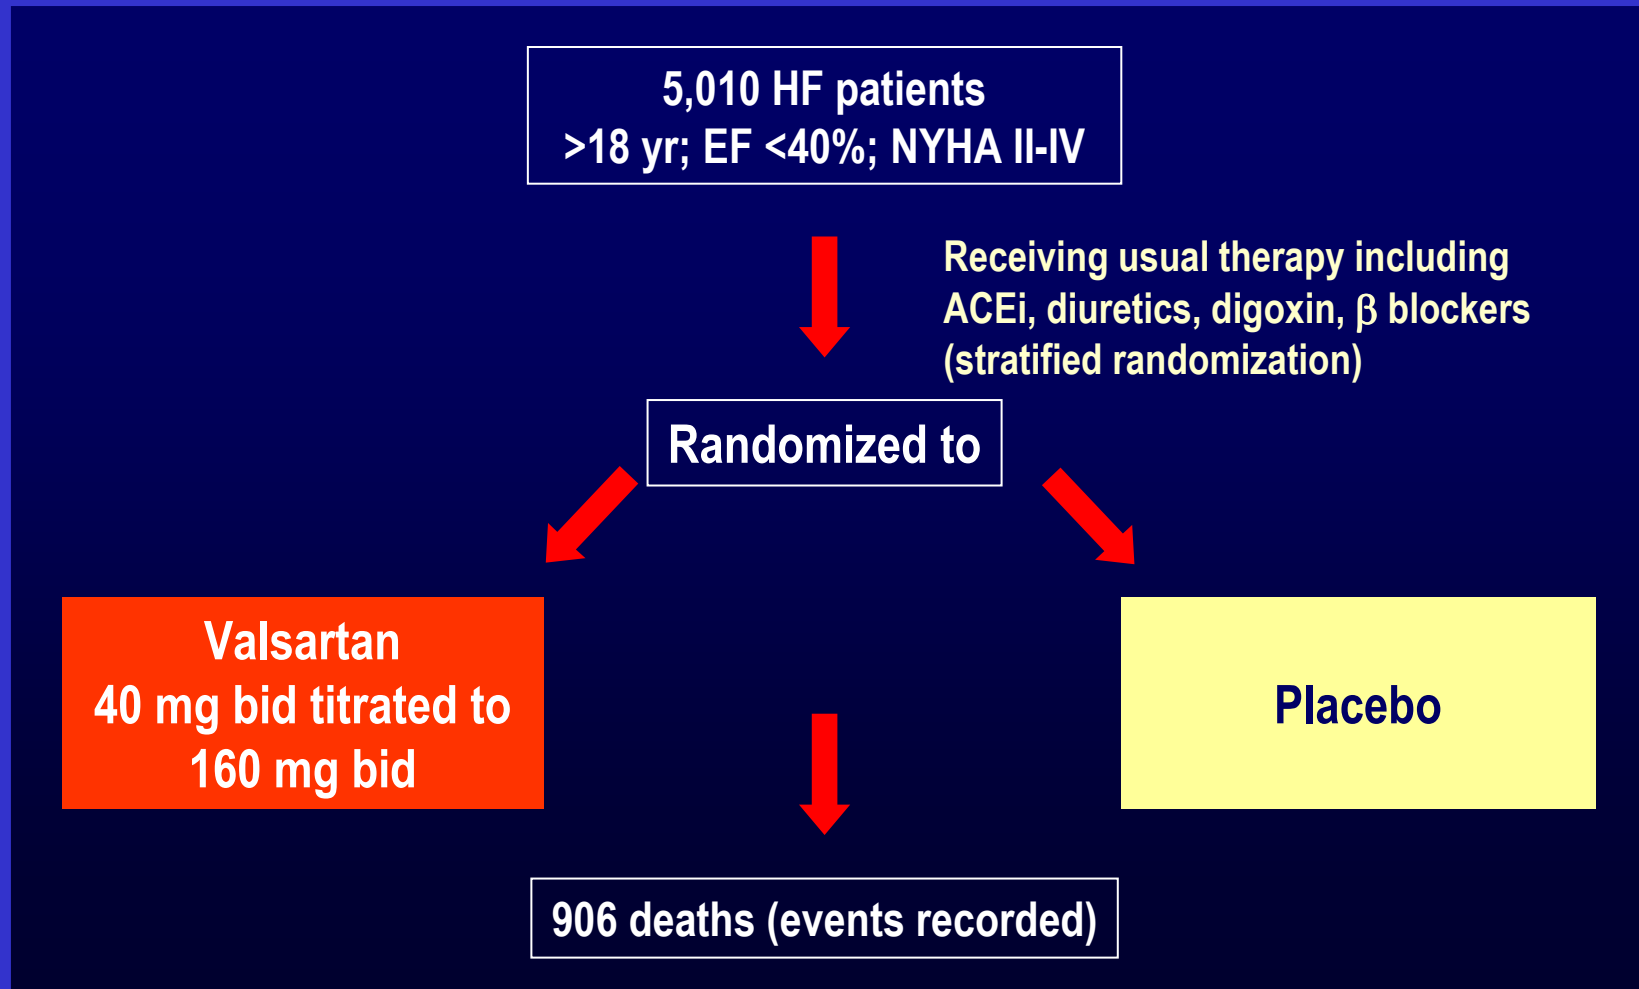 5,010 HF patients
>18 yr; EF <40%; NYHA II-IV
Receiving usual therapy including
ACEi, diuretics, digoxin, β blockers
(stratified randomization)
Randomized to
Valsartan
40 mg bid titrated to
160 mg bid
Placebo
906 deaths (events recorded)